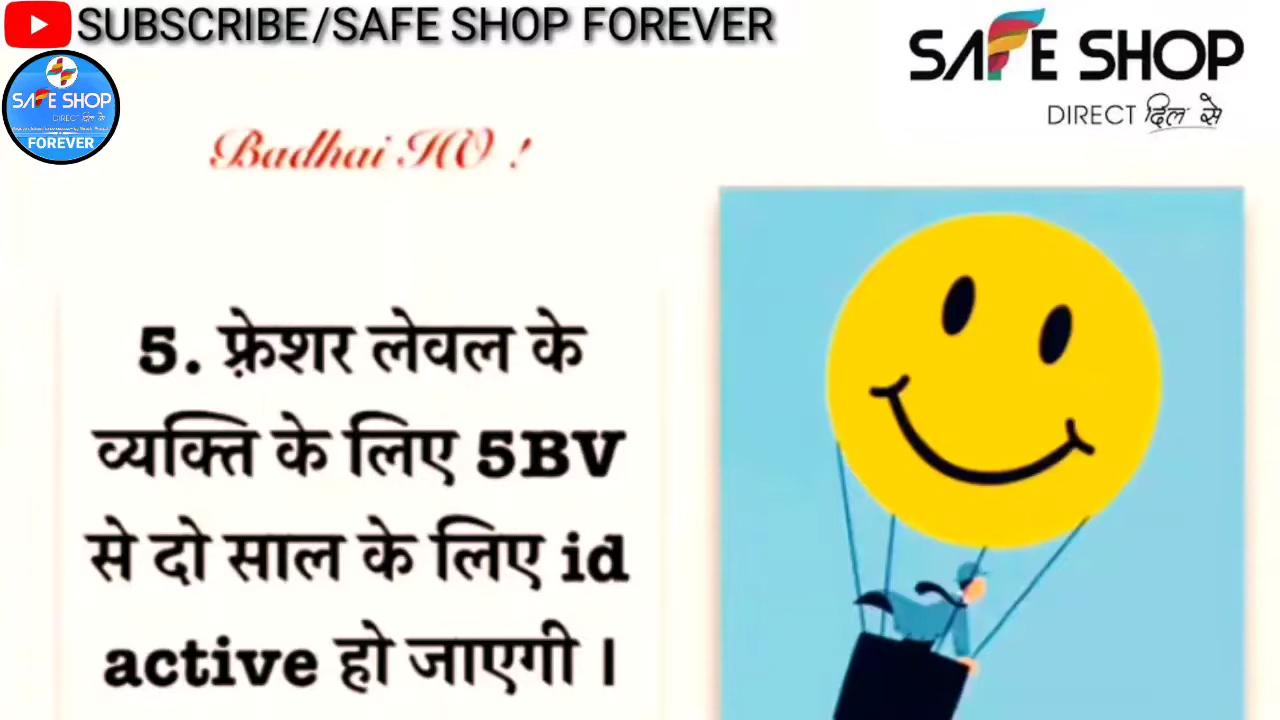 SUBSCRIBE/SAFE SHOP FOREVER
SAFE SHOP
DIRECT दिल से
SAFE SHOP
DIRECT दिल से
FOREVER
Badhai HO !
5. फ़्रेशर लेवल के
व्यक्ति के लिए 5BV
से दो साल के लिए id
active हो जाएगी ।